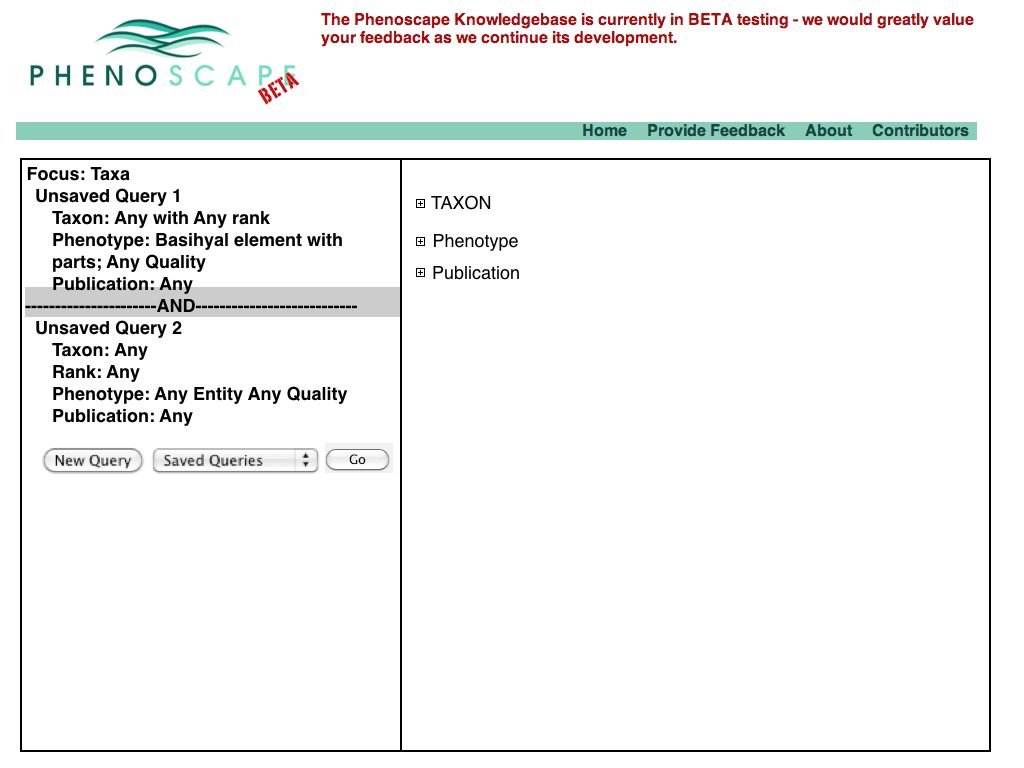 The Phenoscape Knowledgebase is currently in BETA testing - we would greatly value
your feedback as we continue its development.
PHENOSCAPE
BETA
Home Provide Feedback About Contributors
Focus: Taxa
Unsaved Query 1
Taxon: Any with Any rank
Phenotype: Basihyal element with
parts; Any Quality
Publication: Any
----------------------AND---------------------------
Unsaved Query 2
Taxon: Any
Rank: Any
Phenotype: Any Entity Any Quality
Publication: Any
New Query Saved Queries Go
TAXON
Phenotype
Publication